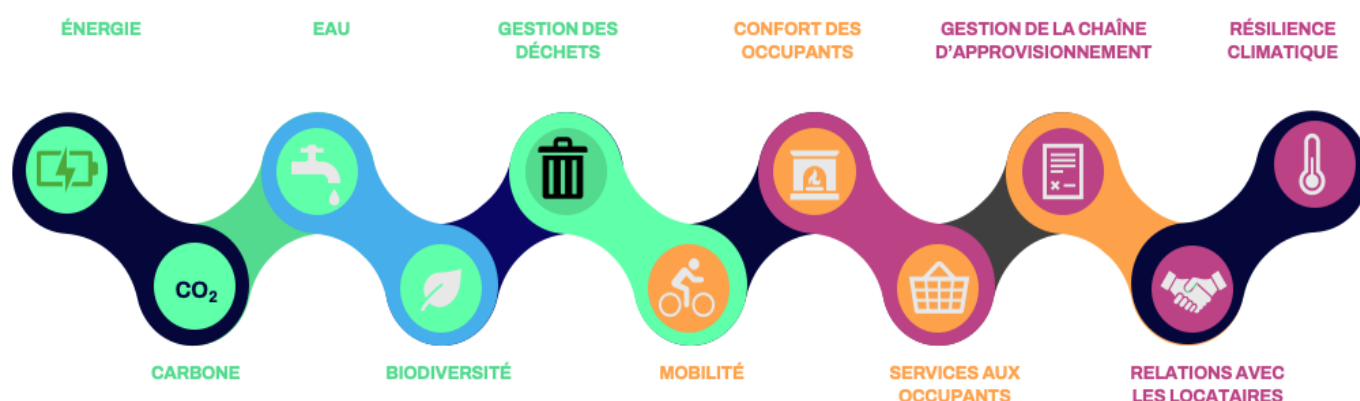 ÉNERGIE
EAU
GESTION DES
DÉCHETS
CONFORT DES
OCCUPANTS
GESTION DE LA CHAÎNE
D'APPROVISIONNEMENT
RÉSILIENCE
CLIMATIQUE
CO₂
CARBONE
BIODIVERSITÉ
MOBILITÉ
SERVICES AUX
OCCUPANTS
RELATIONS AVEC
LES LOCATAIRES